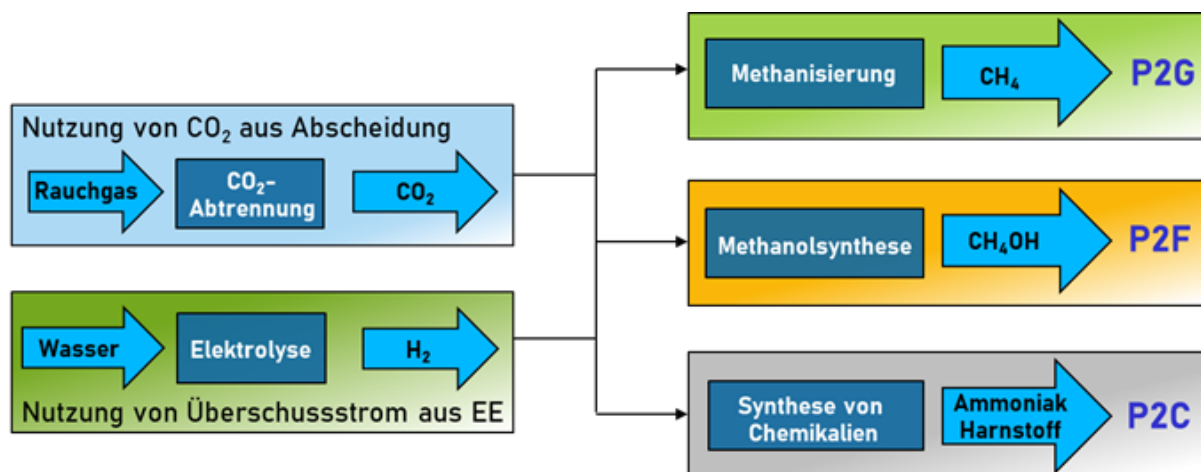 Nutzung von CO₂ aus Abscheidung
Rauchgas
CO₂-
Abtrennung
CO₂
Wasser
Elektrolyse
H₂
Nutzung von Überschussstrom aus EE
Methanisierung
CH₄
P2G
Methanolsynthese
CH₄OH
P2F
Synthese von
Chemikalien
Ammoniak
Harnstoff
P2C